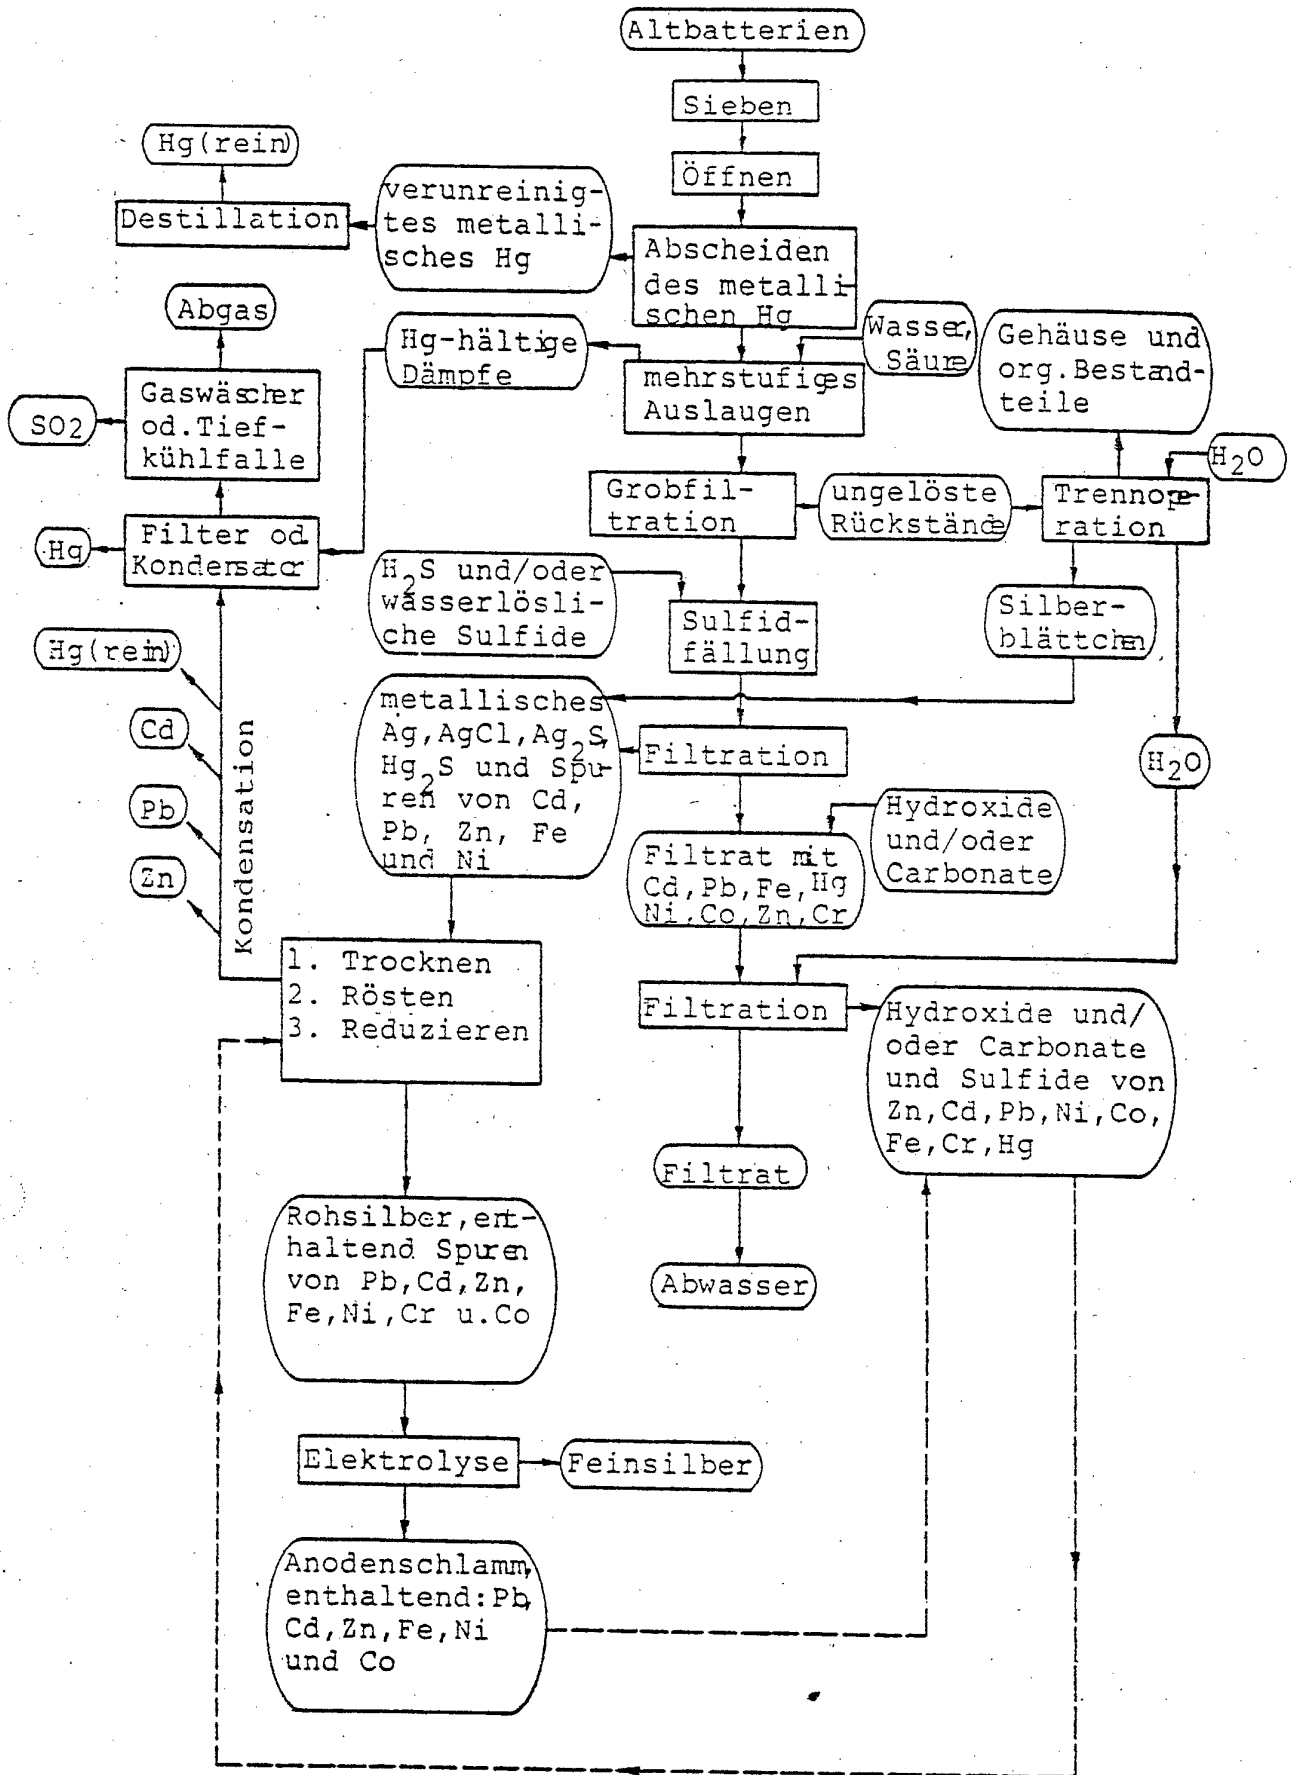 Altbatterien
Sieben
Öffnen
Hg(rein)
Destillation
verunreinig-
tes metalli-
sches Hg
Abscheiden
des metalli-
schen Hg
Abgas
Hg-hältige
Dämpfe
Wasser,
Säure
Gehäuse und
org.Bestand-
teile
mehrstufiges
Auslaugen
Gaswäscher
od.Tief-
kühlfalle
SO2
H2O
Grobfil-
tration
ungelöste
Rückstände
Trennope-
ration
Filter od.
Kondensator
Hg
H2S und/oder
wasserlösli-
che Sulfide
Sulfid-
fällung
Silber-
blättchen
Hg(rein)
Cd
Pb
Zn
Kondensation
metallisches
Ag,AgCl,Ag2S,
Hg2S und Spu-
ren von Cd,
Pb, Zn, Fe
und Ni
Filtration
H2O
Hydroxide
und/oder
Carbonate
Filtrat mit
Cd,Pb,Fe,Hg
Ni,Co,Zn,Cr
1. Trocknen
2. Rösten
3. Reduzieren
Filtration
Hydroxide und/
oder Carbonate
und Sulfide von
Zn,Cd,Pb,Ni,Co,
Fe,Cr,Hg
Filtrat
Abwasser
Rohsilber,ent-
haltend Spuren
von Pb,Cd,Zn,
Fe,Ni,Cr u.Co
Elektrolyse
Feinsilber
Anodenschlamm,
enthaltend:Pb,
Cd,Zn,Fe,Ni
und Co